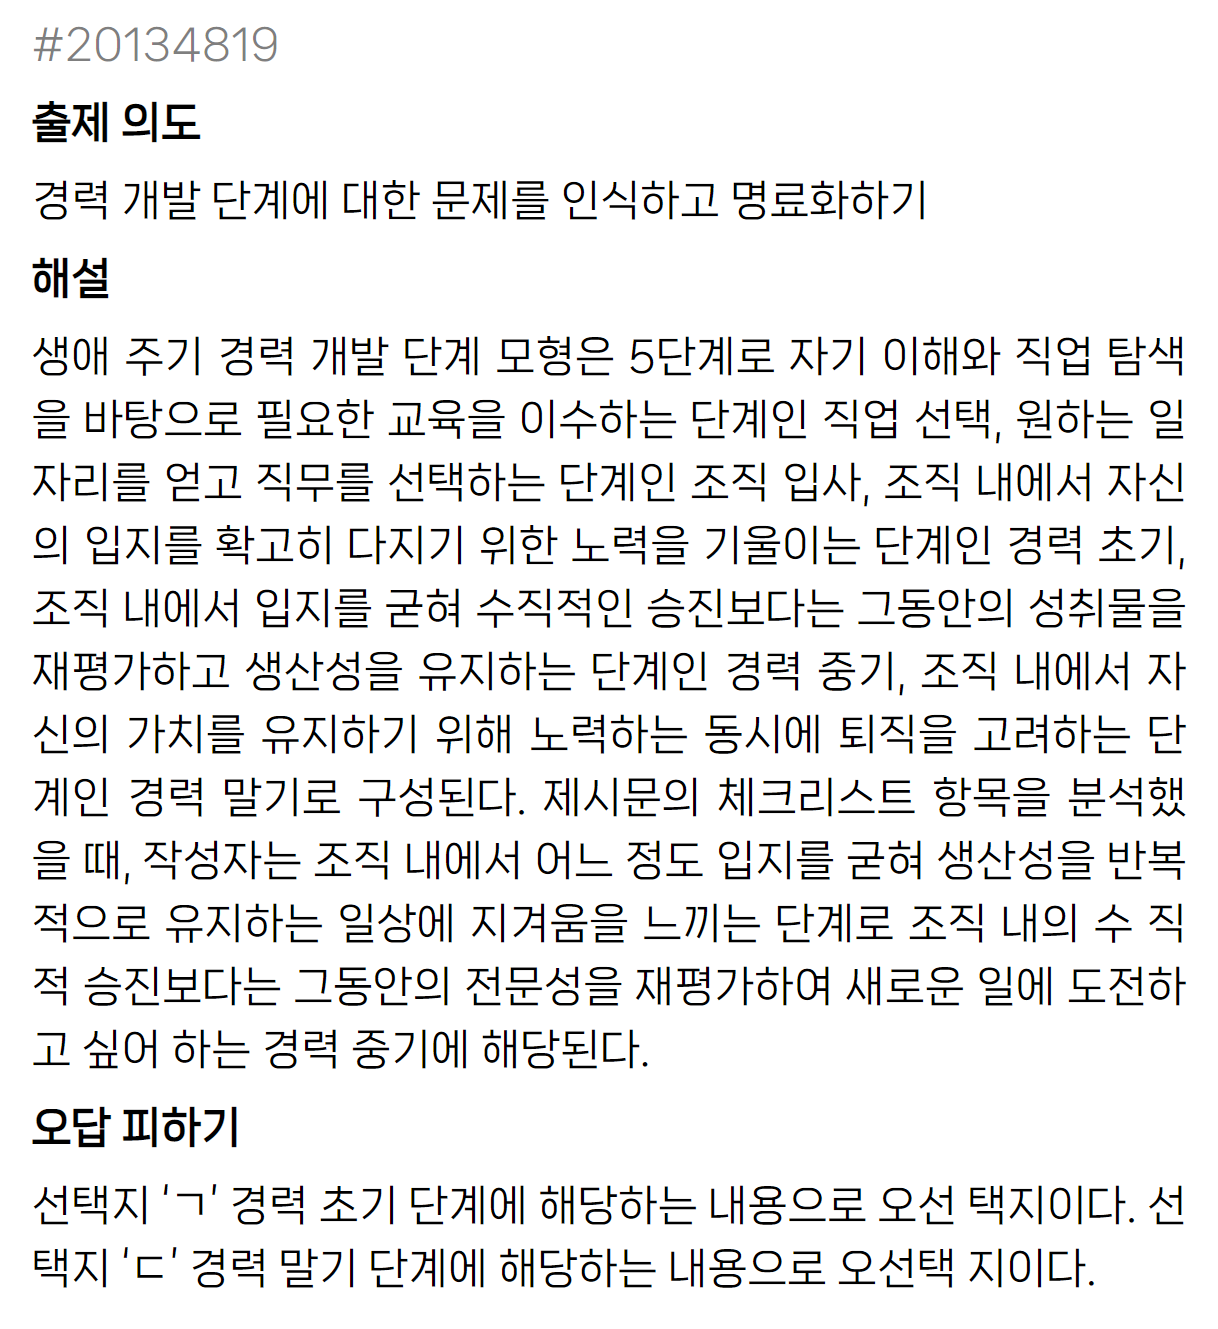 #20134819
출제 의도
경력 개발 단계에 대한 문제를 인식하고 명료화하기
해설
생애 주기 경력 개발 단계 모형은 5단계로 자기 이해와 직업 탐색
을 바탕으로 필요한 교육을 이수하는 단계인 직업 선택, 원하는 일
자리를 얻고 직무를 선택하는 단계인 조직 입사, 조직 내에서 자신
의 입지를 확고히 다지기 위한 노력을 기울이는 단계인 경력 초기,
조직 내에서 입지를 굳혀 수직적인 승진보다는 그동안의 성취물을
재평가하고 생산성을 유지하는 단계인 경력 중기, 조직 내에서 자
신의 가치를 유지하기 위해 노력하는 동시에 퇴직을 고려하는 단
계인 경력 말기로 구성된다. 제시문의 체크리스트 항목을 분석했
을 때, 작성자는 조직 내에서 어느 정도 입지를 굳혀 생산성을 반복
적으로 유지하는 일상에 지겨움을 느끼는 단계로 조직 내의 수 직
적 승진보다는 그동안의 전문성을 재평가하여 새로운 일에 도전하
고 싶어 하는 경력 중기에 해당된다.
오답 피하기
선택지 ‘ㄱ’ 경력 초기 단계에 해당하는 내용으로 오선 택지이다. 선
택지 ‘ㄷ’ 경력 말기 단계에 해당하는 내용으로 오선택 지이다.